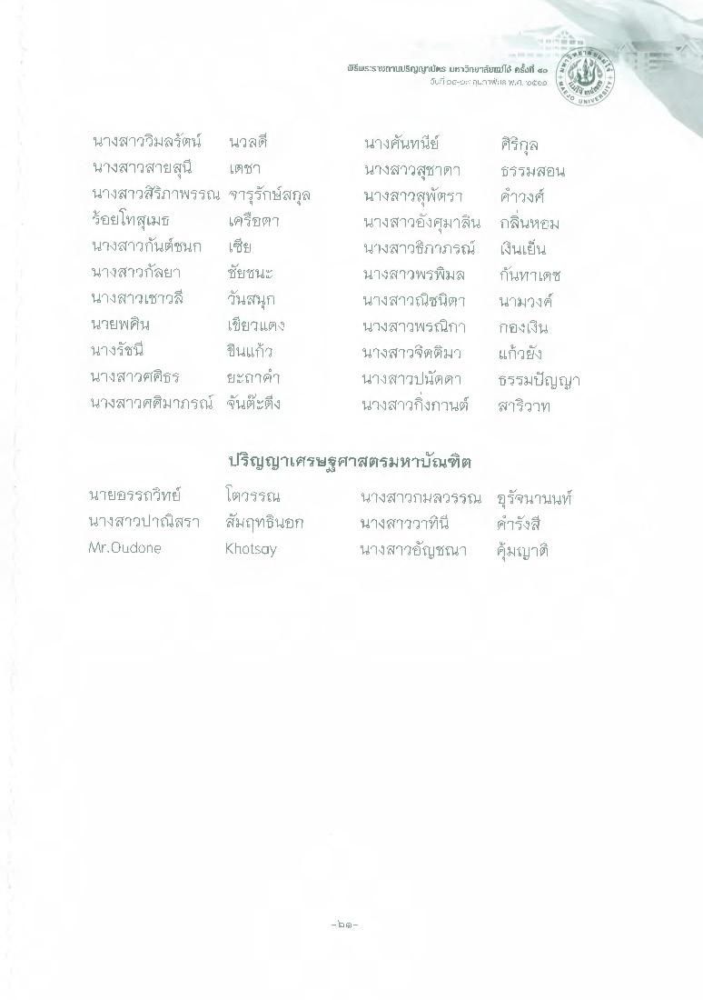 พิธีพระราชทานปริญญาบัตร มหาวิทยาลัยแม่โจ้ ครั้งที่ ๔๐
กุมภาพันธ์ พ.ศ. ๒๕๖๑
มหาวิทยาลัยแม่โจ้
MAEJO UNIVERSITY
นางสาววิมลรัตน์ นวลดี
นางสาวสายสุนี เตชา
นางสาวสิริภาพรรณ จารุรักษ์สกุล
ร้อยโทสุเมธ เครือตา
นางสาวกันต์ชนก เซีย
นางสาวกัลยา ชัยชนะ
นางสาวเชาวลี วันสนุก
นายพศิน เขียวแดง
นางรัชนี ขินแก้ว
นางสาวศศิธร ยะถาคำ
นางสาวศศิมาภรณ์ จันต๊ะตึง
นางศันทนีย์ ศิริกุล
นางสาวสุชาดา ธรรมสอน
นางสาวสุพัตรา คำวงศ์
นางสาวอังศุมาลิน กลิ่นหอม
นางสาวธิภาภรณ์ เงินเย็น
นางสาวพรพิมล กันทาเดช
นางสาวณิชนิตา นามวงค์
นางสาวพรณิกา กองเงิน
นางสาวจิตติมา แก้วยัง
นางสาวปนัดดา ธรรมปัญญา
นางสาวกิ่งกานต์ สาริวาท
ปริญญาเศรษฐศาสตรมหาบัณฑิต
นายอรรถวิทย์ โตวรรณ
นางสาวปาณิสรา สัมฤทธินอก
Mr.Oudone Khotsay
นางสาวกมลวรรณ อุรัจนานนท์
นางสาววาทินี ดำรังสี
นางสาวอัญชณา คุ้มญาติ
-๖๑-